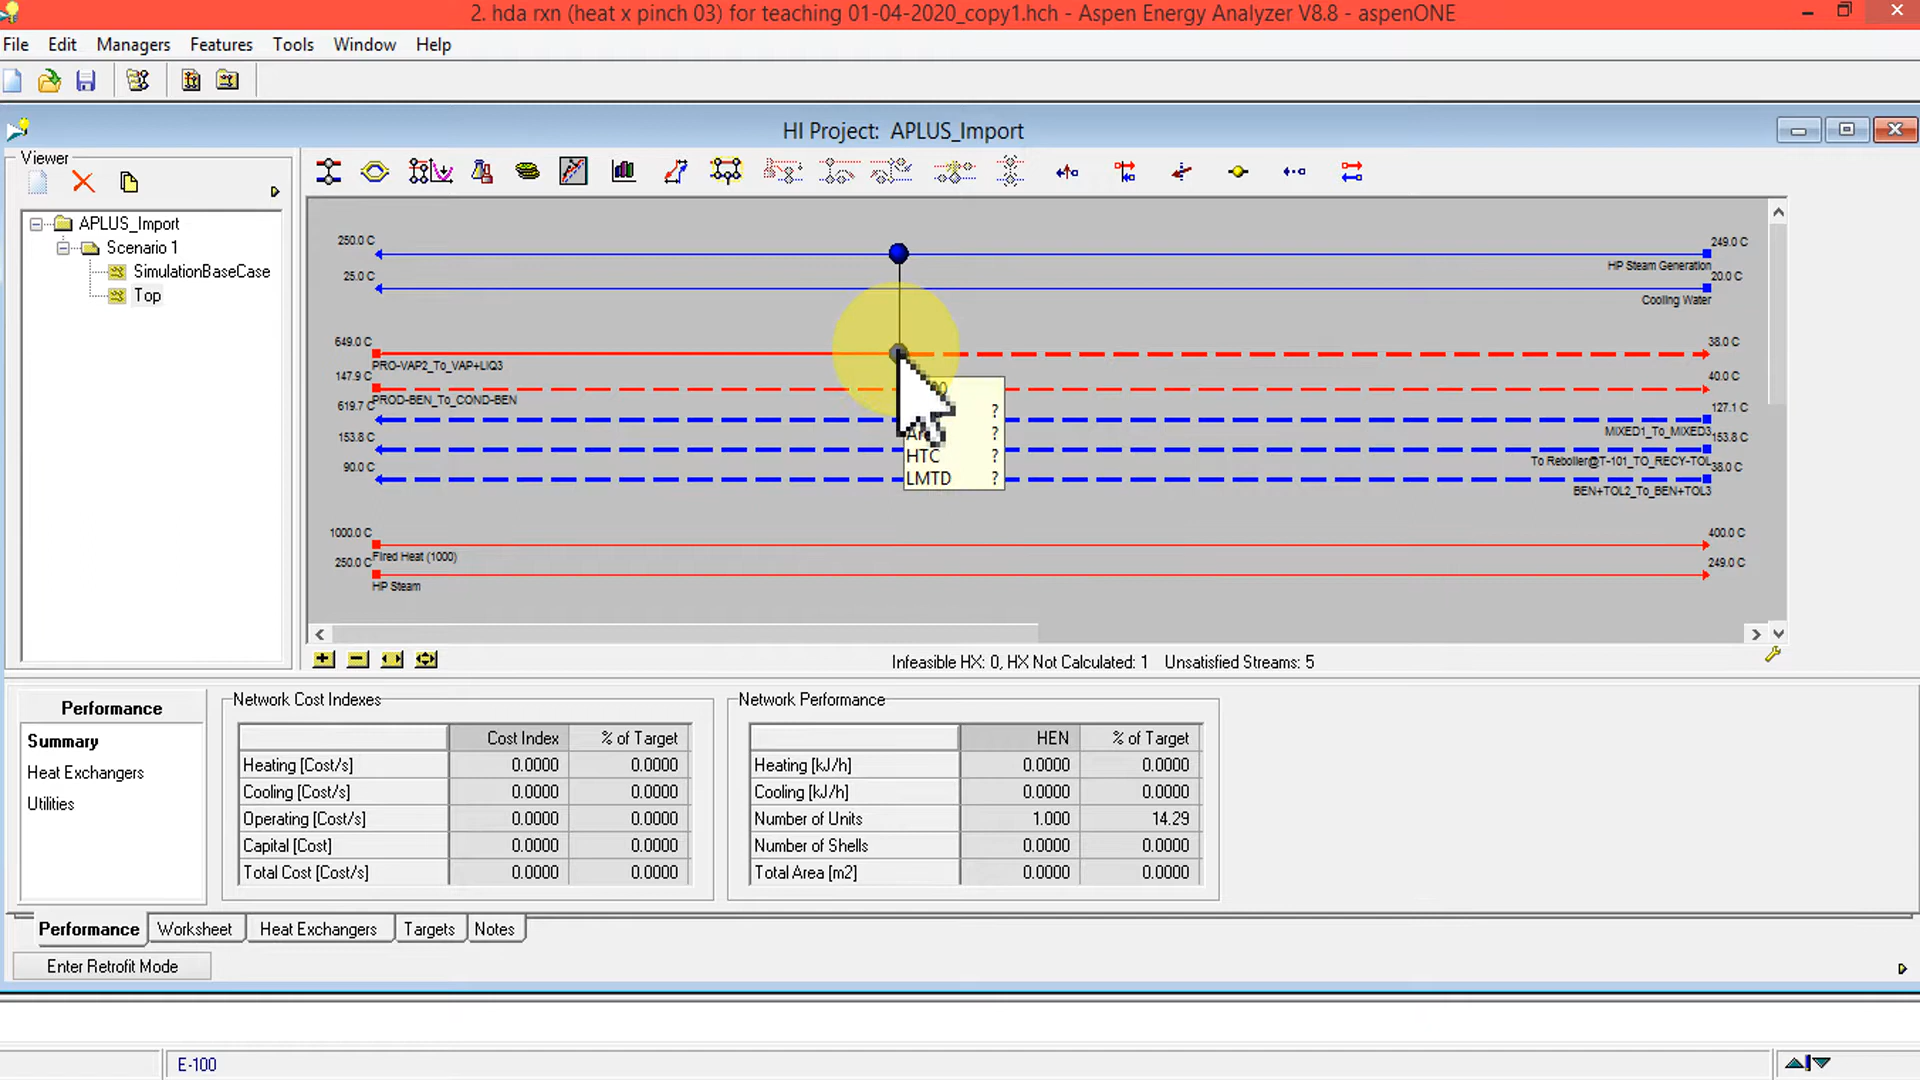 2. hda rxn (heat x pinch 03) for teaching 01-04-2020_copy1.hch - Aspen Energy Analyzer V8.8 - aspenONE
File Edit Managers Features Tools Window Help
HI Project: APLUS_Import
Viewer
APLUS_Import
Scenario 1
SimulationBaseCase
Top
250.0 C
249.0 C
HP Steam Generation
25.0 C
20.0 C
Cooling Water
649.0 C
38.0 C
PRO-VAP2_To_VAP+LIQ3
147.9 C
40.0 C
PROD-BEN_To_COND-BEN
619.7 C
127.1 C
MIXED1_To_MIXED3
153.8 C
153.8 C
To Reboiler@T-101_TO_RECY-TOL
90.0 C
38.0 C
BEN+TOL2_To_BEN+TOL3
?
?
HTC ?
LMTD ?
1000.0 C
400.0 C
Fired Heat (1000)
250.0 C
249.0 C
HP Steam
Infeasible HX: 0, HX Not Calculated: 1 Unsatisfied Streams: 5
Performance
Summary
Heat Exchangers
Utilities
Network Cost Indexes
Cost Index % of Target
Heating [Cost/s] 0.0000 0.0000
Cooling [Cost/s] 0.0000 0.0000
Operating [Cost/s] 0.0000 0.0000
Capital [Cost] 0.0000 0.0000
Total Cost [Cost/s] 0.0000 0.0000
Network Performance
HEN % of Target
Heating [kJ/h] 0.0000 0.0000
Cooling [kJ/h] 0.0000 0.0000
Number of Units 1.000 14.29
Number of Shells 0.0000 0.0000
Total Area [m2] 0.0000 0.0000
Performance Worksheet Heat Exchangers Targets Notes
Enter Retrofit Mode
E-100